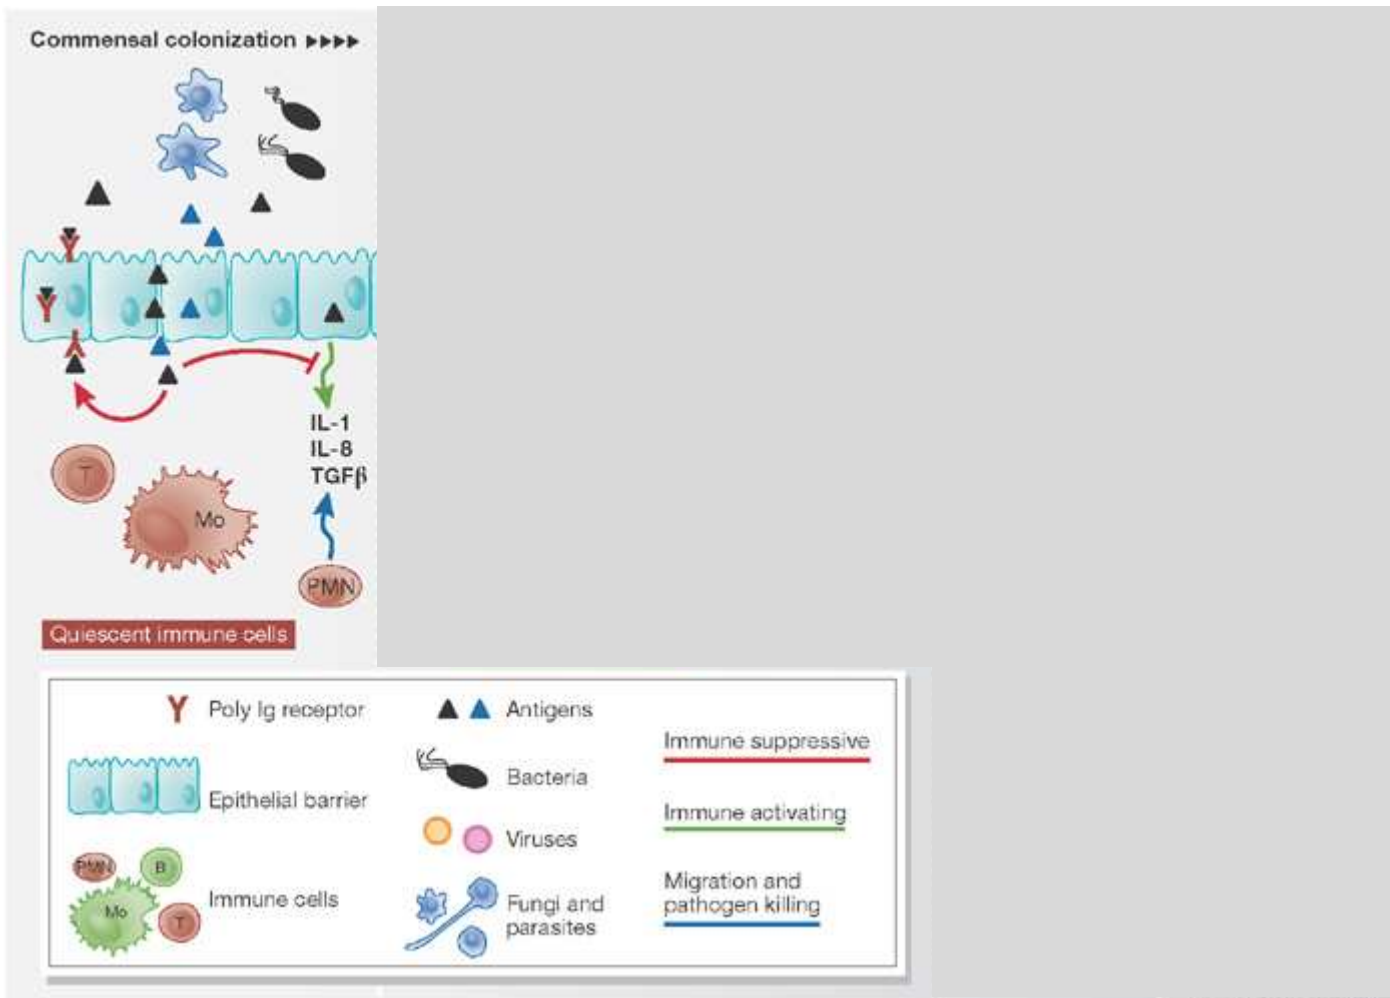 Commensal colonization ▸▸▸▸
IL-1
IL-8
TGFβ
T
Mo
PMN
Quiescent immune cells
Poly Ig receptor
Epithelial barrier
PMN
B
Mo
T
Immune cells
Antigens
Bacteria
Viruses
Fungi and
parasites
Immune suppressive
Immune activating
Migration and
pathogen killing